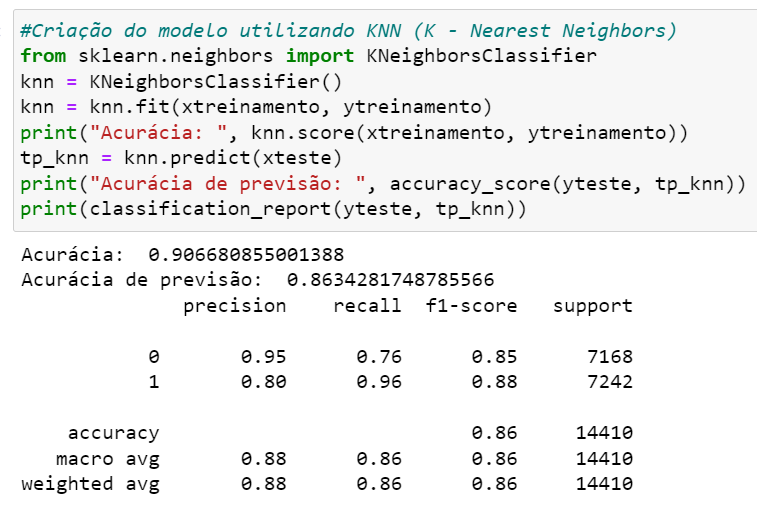 #Criação do modelo utilizando KNN (K - Nearest Neighbors)
from sklearn.neighbors import KNeighborsClassifier
knn = KNeighborsClassifier()
knn = knn.fit(xtreinamento, ytreinamento)
print("Acurácia: ", knn.score(xtreinamento, ytreinamento))
tp_knn = knn.predict(xteste)
print("Acurácia de previsão: ", accuracy_score(yteste, tp_knn))
print(classification_report(yteste, tp_knn))
Acurácia:  0.906680855001388
Acurácia de previsão:  0.8634281748785566
precision    recall  f1-score   support
0       0.95      0.76      0.85      7168
1       0.80      0.96      0.88      7242
accuracy                           0.86     14410
macro avg       0.88      0.86      0.86     14410
weighted avg       0.88      0.86      0.86     14410